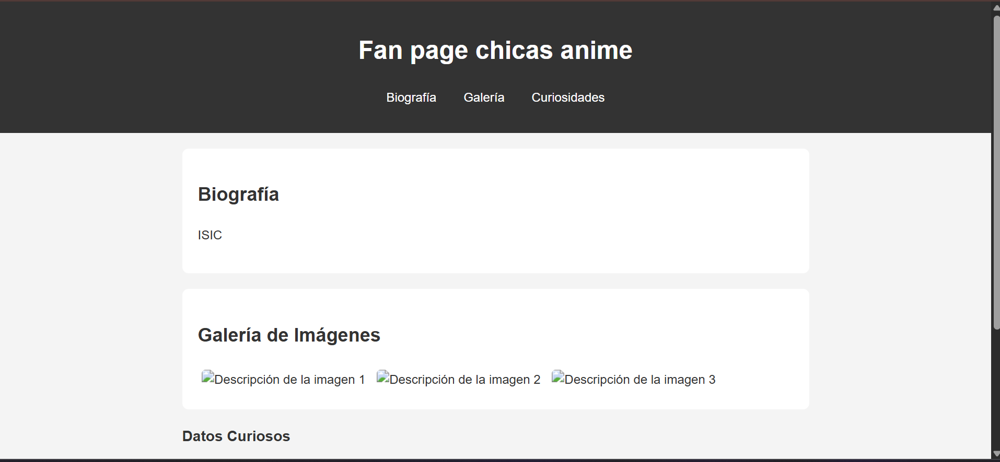 Fan page chicas anime
Biografía Galería Curiosidades
Biografía
ISIC
Galería de Imágenes
Descripción de la imagen 1 Descripción de la imagen 2 Descripción de la imagen 3
Datos Curiosos